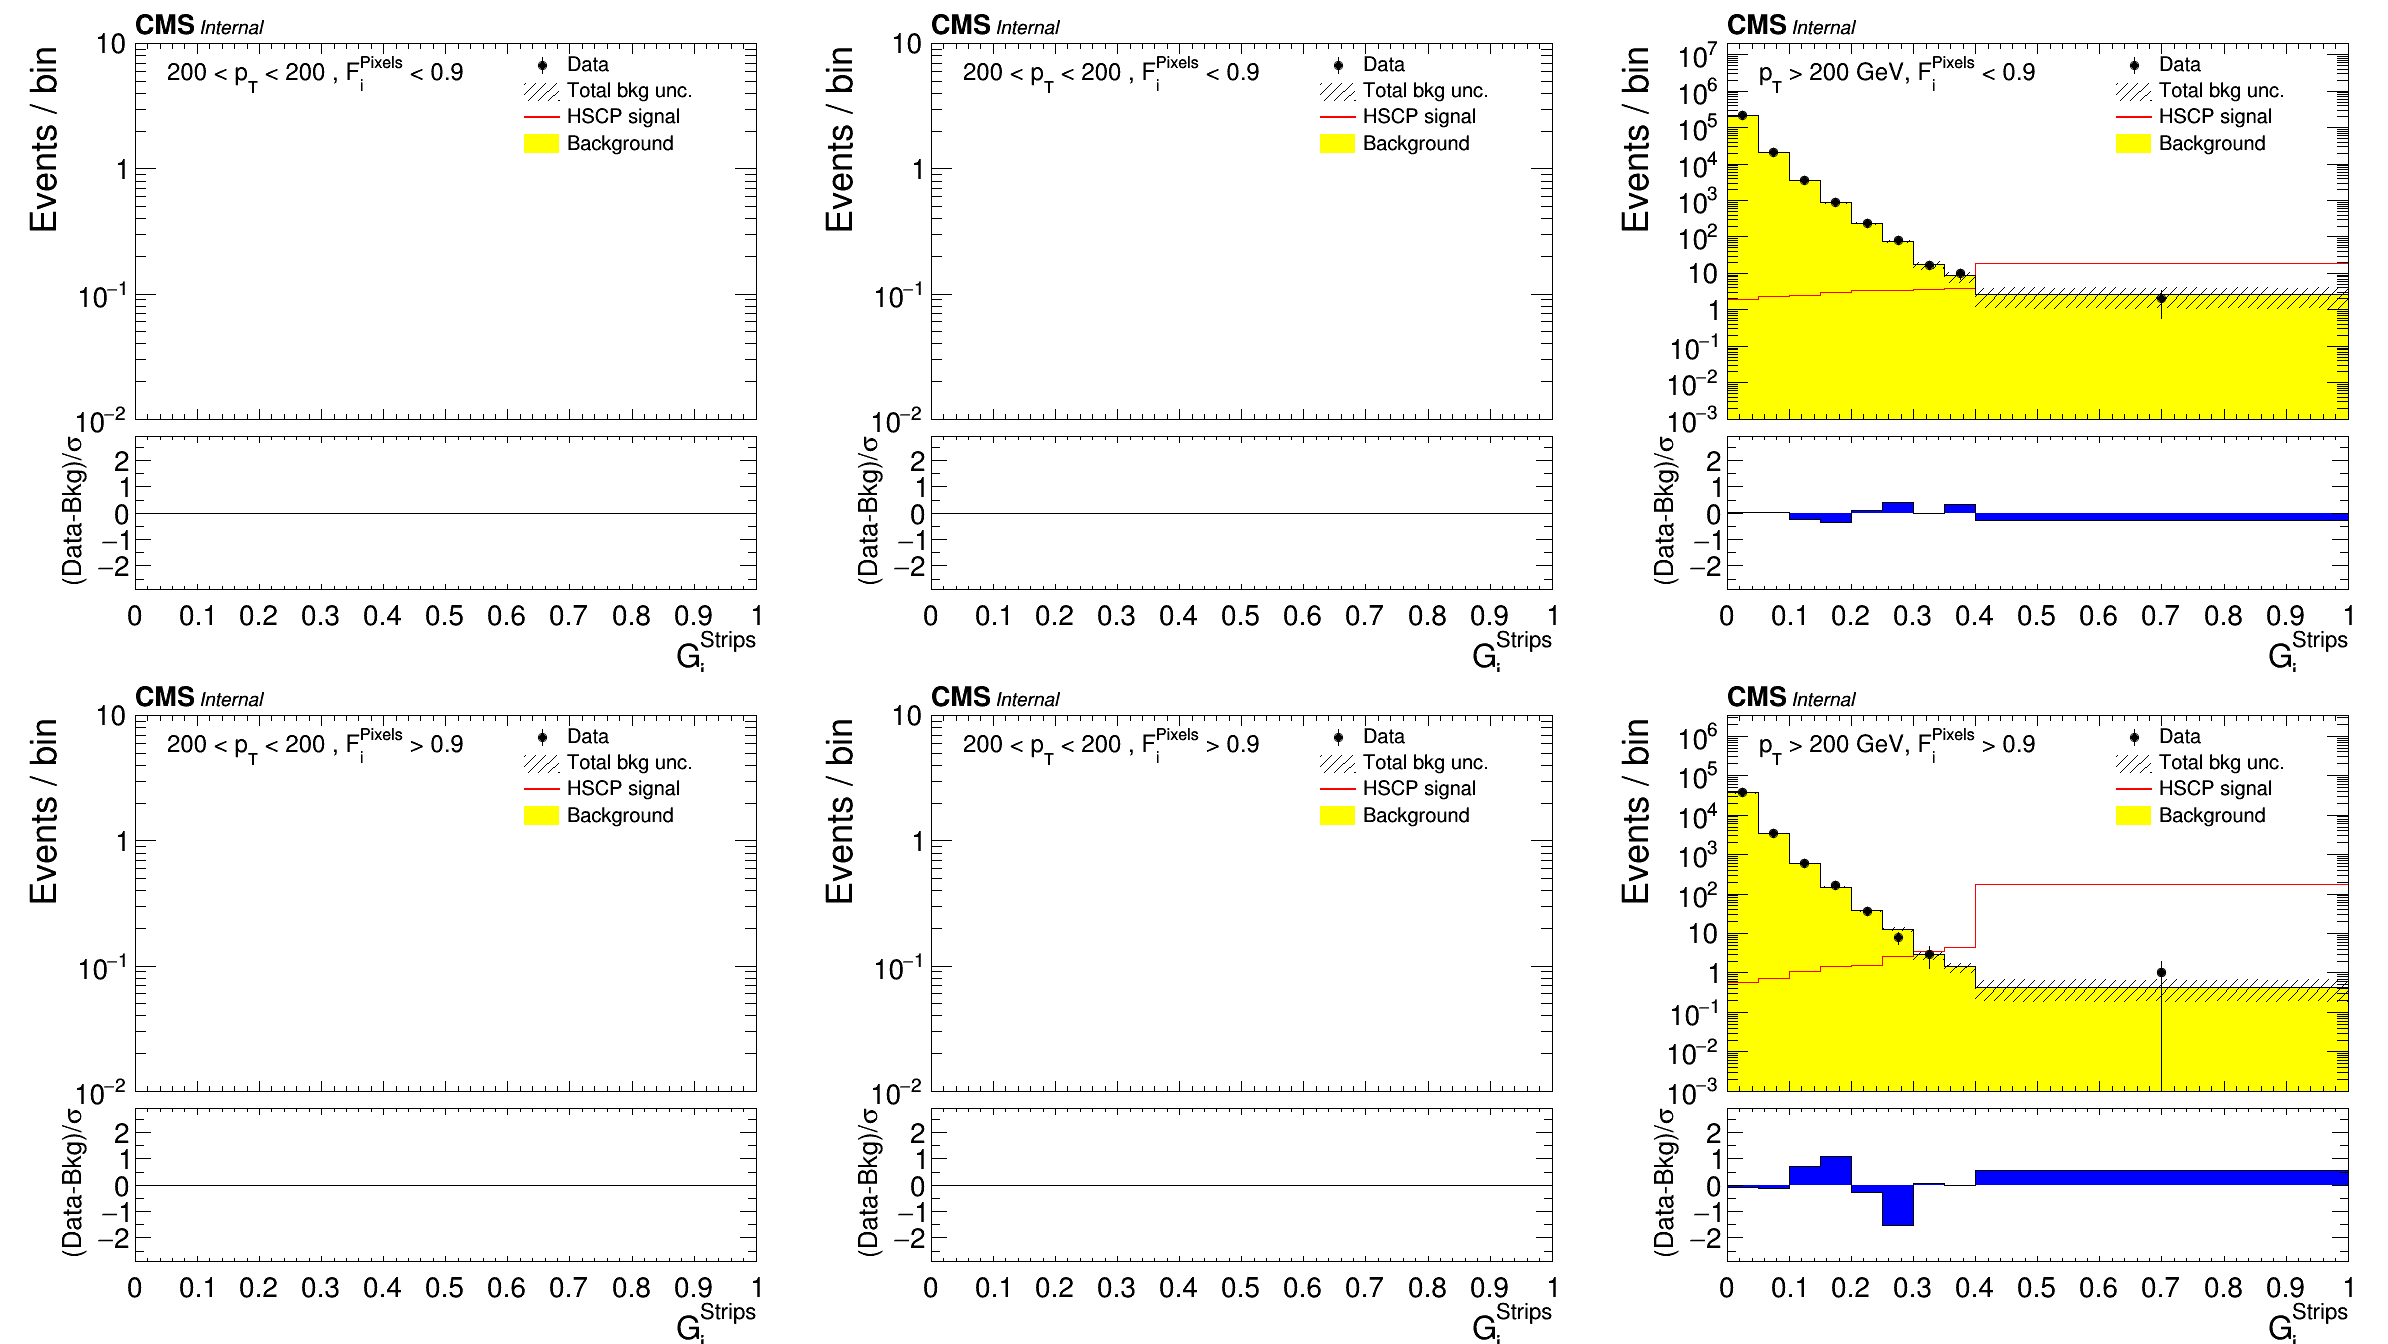 CMS Internal
Events / bin
200 < p_T < 200 , F_i^Pixels < 0.9
Data
Total bkg unc.
HSCP signal
Background
10
1
10^−1
10^−2
(Data-Bkg)/σ
2
1
0
−1
−2
0 0.1 0.2 0.3 0.4 0.5 0.6 0.7 0.8 0.9 1
G_i^Strips
CMS Internal
Events / bin
200 < p_T < 200 , F_i^Pixels < 0.9
Data
Total bkg unc.
HSCP signal
Background
10
1
10^−1
10^−2
(Data-Bkg)/σ
2
1
0
−1
−2
0 0.1 0.2 0.3 0.4 0.5 0.6 0.7 0.8 0.9 1
G_i^Strips
CMS Internal
Events / bin
p_T > 200 GeV, F_i^Pixels < 0.9
Data
Total bkg unc.
HSCP signal
Background
10^7
10^6
10^5
10^4
10^3
10^2
10
1
10^−1
10^−2
10^−3
(Data-Bkg)/σ
2
1
0
−1
−2
0 0.1 0.2 0.3 0.4 0.5 0.6 0.7 0.8 0.9 1
G_i^Strips
CMS Internal
Events / bin
200 < p_T < 200 , F_i^Pixels > 0.9
Data
Total bkg unc.
HSCP signal
Background
10
1
10^−1
10^−2
(Data-Bkg)/σ
2
1
0
−1
−2
0 0.1 0.2 0.3 0.4 0.5 0.6 0.7 0.8 0.9 1
G_i^Strips
CMS Internal
Events / bin
200 < p_T < 200 , F_i^Pixels > 0.9
Data
Total bkg unc.
HSCP signal
Background
10
1
10^−1
10^−2
(Data-Bkg)/σ
2
1
0
−1
−2
0 0.1 0.2 0.3 0.4 0.5 0.6 0.7 0.8 0.9 1
G_i^Strips
CMS Internal
Events / bin
p_T > 200 GeV, F_i^Pixels > 0.9
Data
Total bkg unc.
HSCP signal
Background
10^6
10^5
10^4
10^3
10^2
10
1
10^−1
10^−2
10^−3
(Data-Bkg)/σ
2
1
0
−1
−2
0 0.1 0.2 0.3 0.4 0.5 0.6 0.7 0.8 0.9 1
G_i^Strips